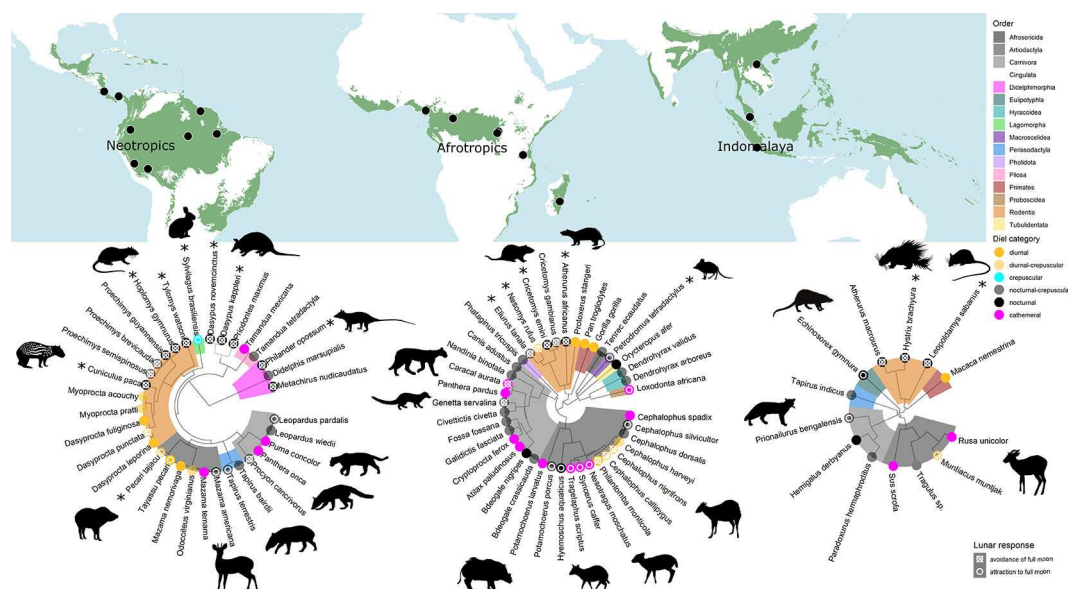 Neotropics
Afrotropics
Indomalaya
Order
Afrosoricida
Artiodactyla
Carnivora
Cingulata
Didelphimorphia
Eulipotyphla
Hyracoidea
Lagomorpha
Macroscelidea
Perissodactyla
Pholidota
Pilosa
Primates
Proboscidea
Rodentia
Tubulidentata
Diel category
diurnal
diurnal-crepuscular
crepuscular
nocturnal-crepuscular
nocturnal
cathemeral
Lunar response
avoidance of full moon
attraction to full moon
Sylvilagus brasiliensis
Dasypus novemcinctus
Dasypus kappleri
Priodontes maximus
Tamandua mexicana
Tamandua tetradactyla
Philander opossum
Didelphis marsupialis
Metachirus nudicaudatus
Leopardus pardalis
Leopardus wiedii
Puma concolor
Panthera onca
Procyon cancrivorus
Tapirus bairdii
Tapirus terrestris
Mazama americana
Mazama temama
Odocoileus virginianus
Mazama nemorivaga
Tayassu pecari
Pecari tajacu
Dasyprocta leporina
Dasyprocta punctata
Dasyprocta fuliginosa
Myoprocta pratti
Myoprocta acouchy
Cuniculus paca
Proechimys semispinosus
Proechimys brevicauda
Proechimys guyannensis
Hoplomys gymnurus
Tylomys watsoni
Atherurus africanus
Protoxerus stangeri
Pan troglodytes
Gorilla gorilla
Tenrec ecaudatus
Petrodromus tetradactylus
Orycteropus afer
Dendrohyrax validus
Dendrohyrax arboreus
Loxodonta africana
Cephalophus spadix
Cephalophus silvicultor
Cephalophus dorsalis
Cephalophus harveyi
Cephalophus nigrifrons
Cephalophus callipygus
Philantomba monticola
Nesotragus moschatus
Syncerus caffer
Tragelaphus scriptus
Hyemoschus aquaticus
Potamochoerus porcus
Potamochoerus larvatus
Bdeogale crassicauda
Bdeogale nigripes
Atilax paludinosus
Cryptoprocta ferox
Galidictis fasciata
Fossa fossana
Civettictis civetta
Genetta servalina
Panthera pardus
Caracal aurata
Nandinia binotata
Canis adustus
Phataginus tricuspis
Eliurus tanala
Nesomys rufus
Cricetomys emini
Cricetomys gambianus
Hystrix brachyura
Leopoldamys sabanus
Macaca nemestrina
Rusa unicolor
Muntiacus muntjak
Tragulus sp.
Sus scrofa
Paradoxurus hermaphroditus
Hemigalus derbyanus
Prionailurus bengalensis
Tapirus indicus
Echinosorex gymnura
Atherurus macrourus